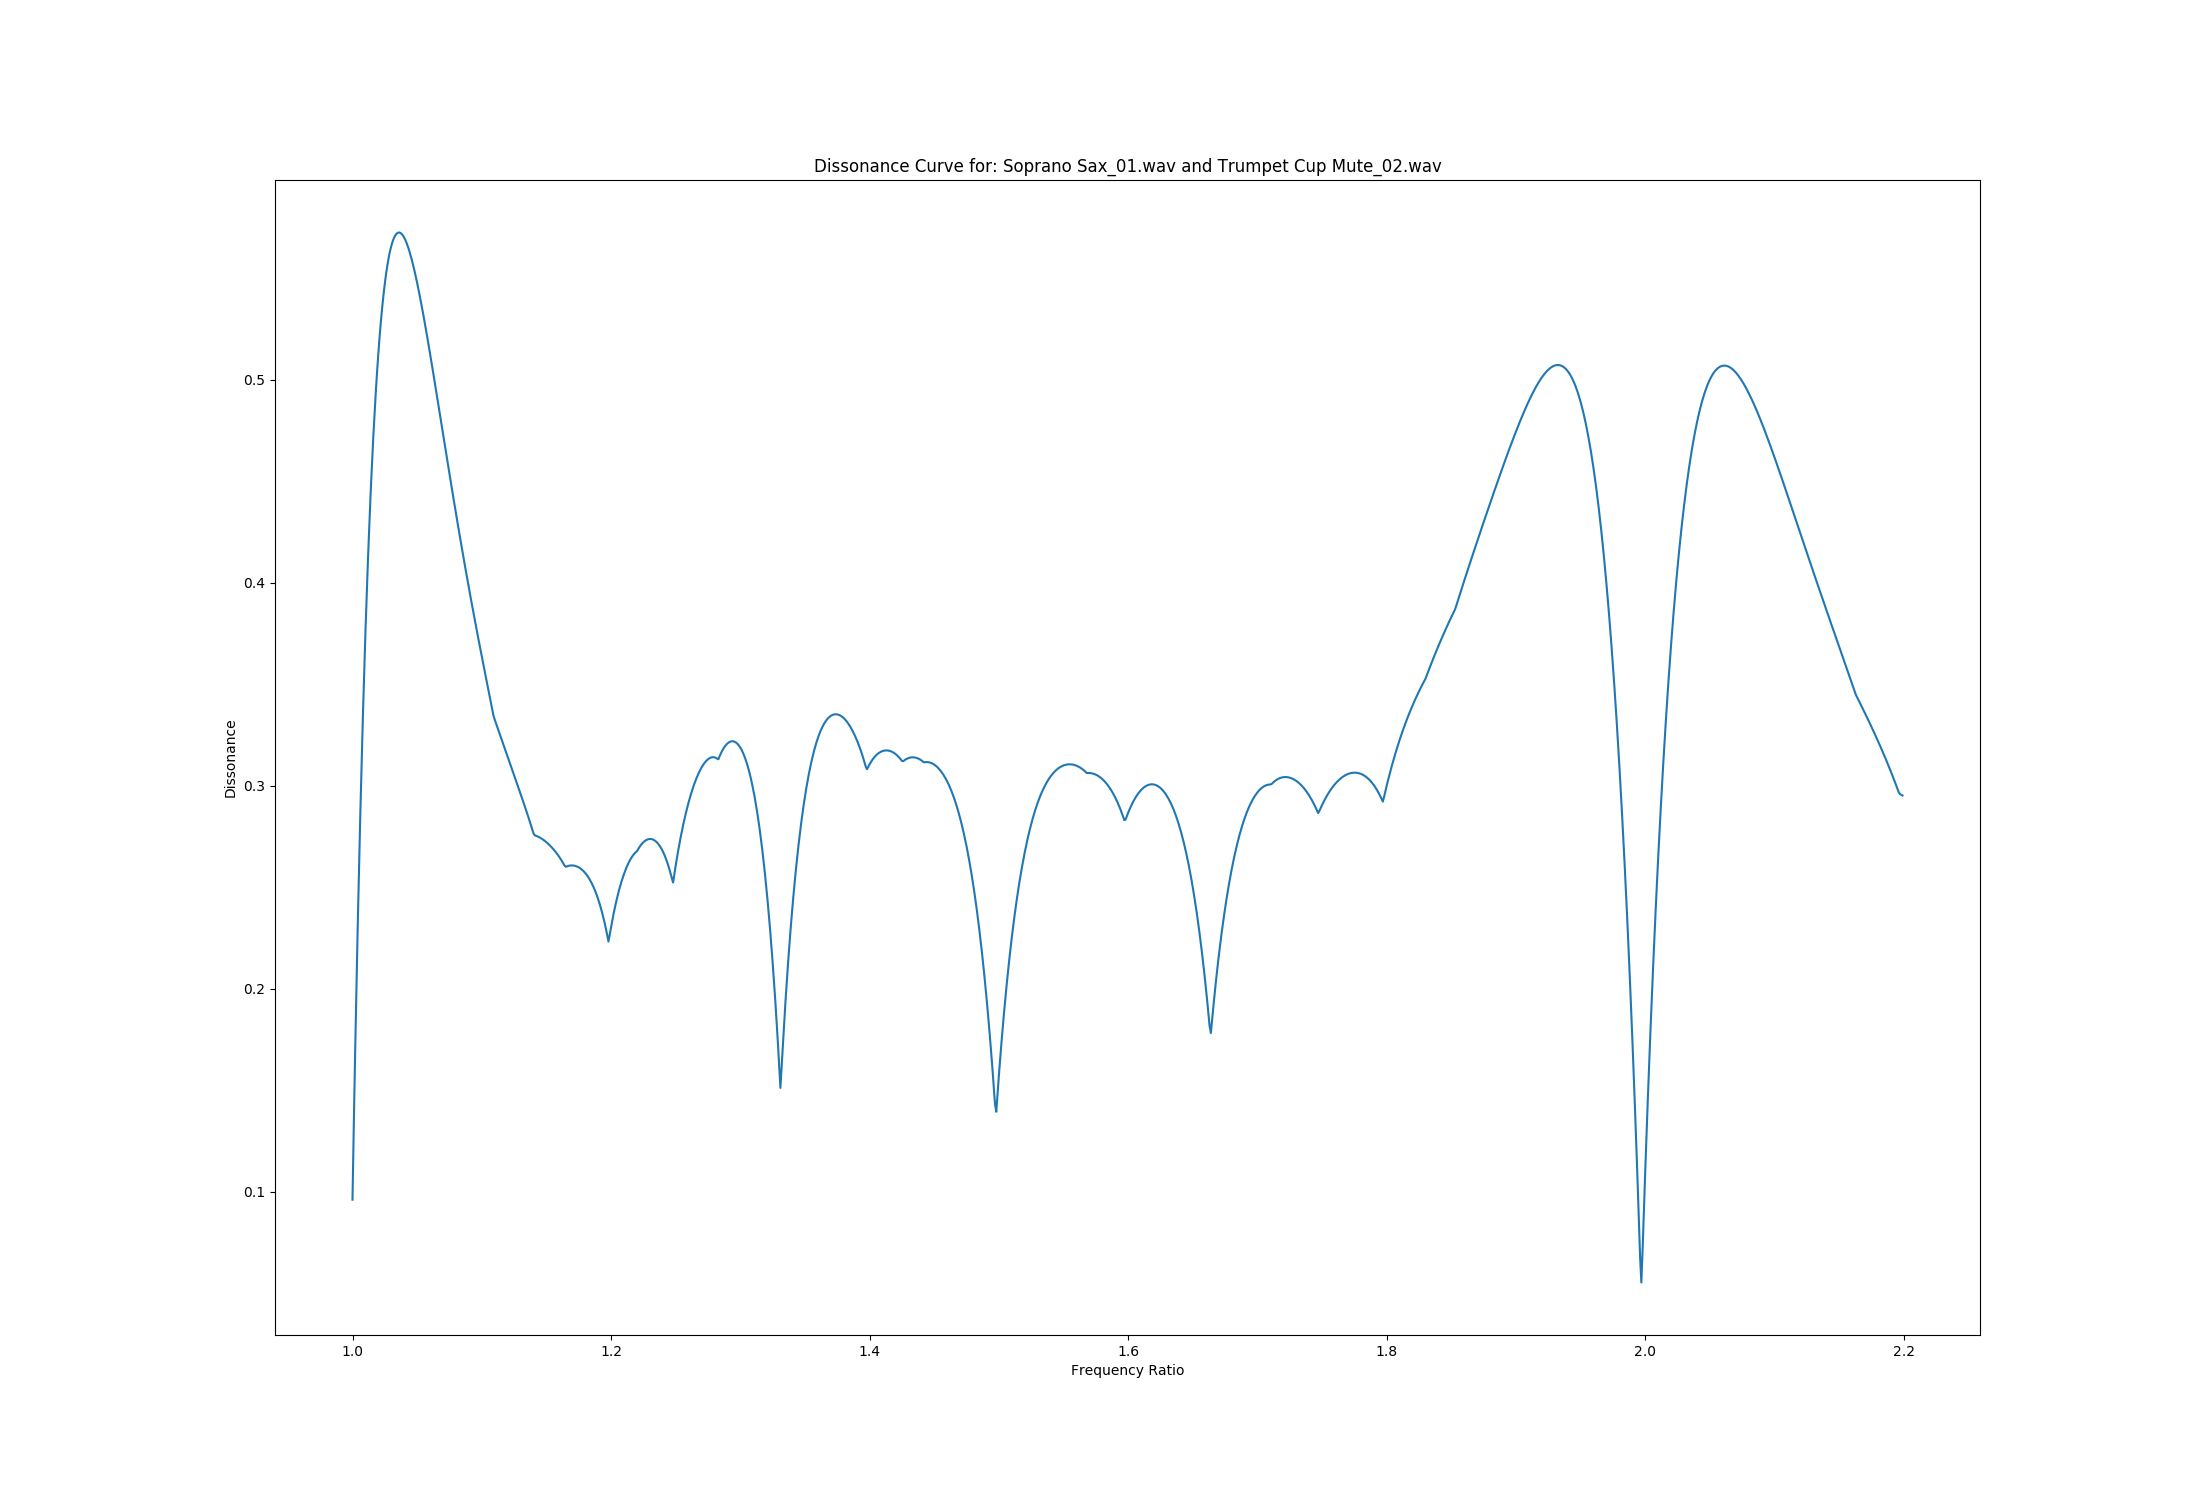 Dissonance Curve for: Soprano Sax_01.wav and Trumpet Cup Mute_02.wav
Dissonance
0.5
0.4
0.3
0.2
0.1
1.0 1.2 1.4 1.6 1.8 2.0 2.2
Frequency Ratio